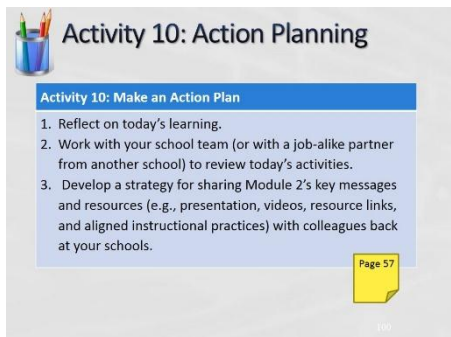 Activity 10: Action Planning
Activity 10: Make an Action Plan
1. Reflect on today's learning.
2. Work with your school team (or with a job-alike partner
from another school) to review today's activities.
3. Develop a strategy for sharing Module 2's key messages
and resources (e.g., presentation, videos, resource links,
and aligned instructional practices) with colleagues back
at your schools.
Page 57
100